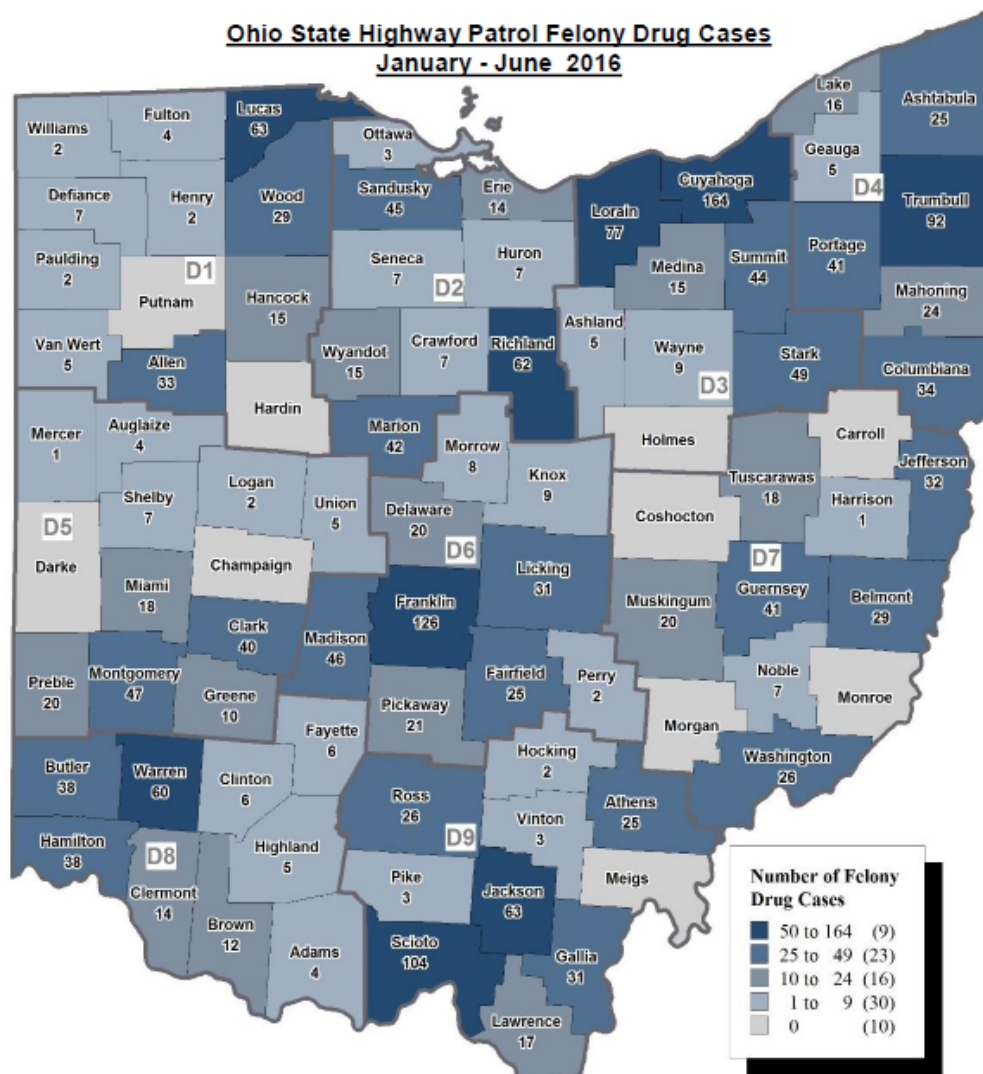 Ohio State Highway Patrol Felony Drug Cases
January - June 2016
Williams
2
Fulton
4
Lucas
63
Ottawa
3
Lake
16
Ashtabula
25
Geauga
5
D4
Defiance
7
Henry
2
Wood
29
Sandusky
45
Erie
14
Lorain
77
Cuyahoga
164
Trumbull
92
Paulding
2
D1
Putnam
Hancock
15
Seneca
7
D2
Huron
7
Medina
15
Summit
44
Portage
41
Mahoning
24
Van Wert
5
Allen
33
Wyandot
15
Crawford
7
Richland
62
Ashland
5
Wayne
9
D3
Stark
49
Columbiana
34
Hardin
Marion
42
Mercer
1
Auglaize
4
Morrow
8
Knox
9
Holmes
Carroll
Tuscarawas
18
Jefferson
32
Harrison
1
Shelby
7
Logan
2
Union
5
Delaware
20
D6
Coshocton
D5
Darke
Champaign
Miami
18
Licking
31
D7
Guernsey
41
Belmont
29
Muskingum
20
Franklin
126
Clark
40
Madison
46
Preble
20
Montgomery
47
Greene
10
Pickaway
21
Fairfield
25
Perry
2
Noble
7
Monroe
Morgan
Fayette
6
Hocking
2
Washington
26
Butler
38
Warren
60
Clinton
6
Ross
26
Athens
25
Vinton
3
D9
Hamilton
38
D8
Clermont
14
Highland
5
Pike
3
Jackson
63
Meigs
Brown
12
Adams
4
Scioto
104
Gallia
31
Lawrence
17
Number of Felony
Drug Cases
50 to 164 (9)
25 to 49 (23)
10 to 24 (16)
1 to 9 (30)
0 (10)